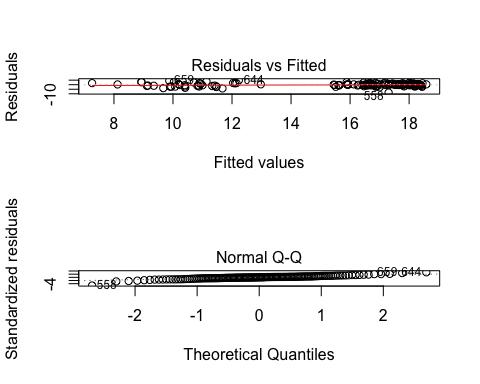 Residuals vs Fitted
Residuals
-10
659
644
558
8 10 12 14 16 18
Fitted values
Normal Q-Q
Standardized residuals
-4
558
659 644
-2 -1 0 1 2
Theoretical Quantiles